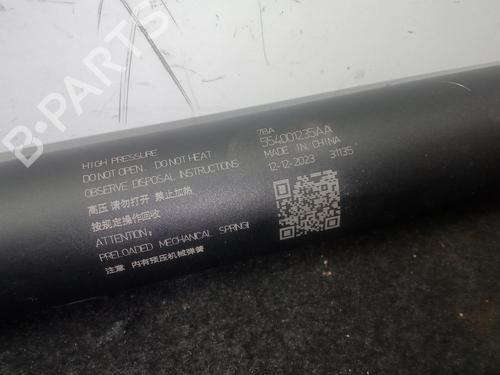 HIGH PRESSURE
DO NOT OPEN. DO NOT HEAT
OBSERVE DISPOSAL INSTRUCTIONS
高压 请勿打开 禁止加热
按规定操作回收
ATTENTION:
PRELOADED MECHANICAL SPRING!
注意: 内有预压机械弹簧
7BA
554001235AA
MADE IN CHINA
12-12-2023 31135
B-PARTS